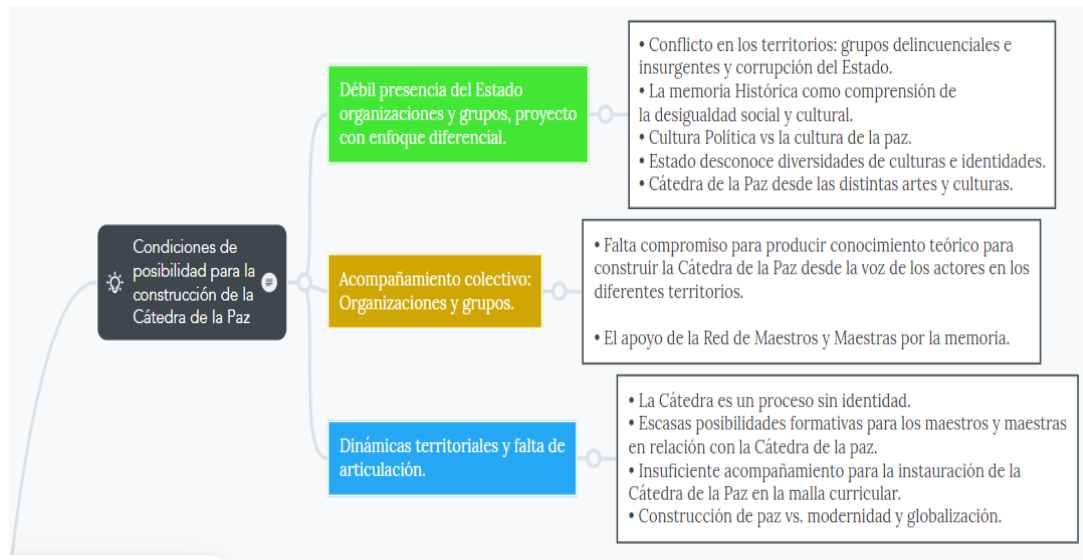 Condiciones de
posibilidad para la
construcción de la
Cátedra de la Paz
Débil presencia del Estado
organizaciones y grupos, proyecto
con enfoque diferencial.
• Conflicto en los territorios: grupos delincuenciales e
insurgentes y corrupción del Estado.
• La memoria Histórica como comprensión de
la desigualdad social y cultural.
• Cultura Política vs la cultura de la paz.
• Estado desconoce diversidades de culturas e identidades.
• Cátedra de la Paz desde las distintas artes y culturas.
Acompañamiento colectivo:
Organizaciones y grupos.
• Falta compromiso para producir conocimiento teórico para
construir la Cátedra de la Paz desde la voz de los actores en los
diferentes territorios.
• El apoyo de la Red de Maestros y Maestras por la memoria.
Dinámicas territoriales y falta de
articulación.
• La Cátedra es un proceso sin identidad.
• Escasas posibilidades formativas para los maestros y maestras
en relación con la Cátedra de la paz.
• Insuficiente acompañamiento para la instauración de la
Cátedra de la Paz en la malla curricular.
• Construcción de paz vs. modernidad y globalización.